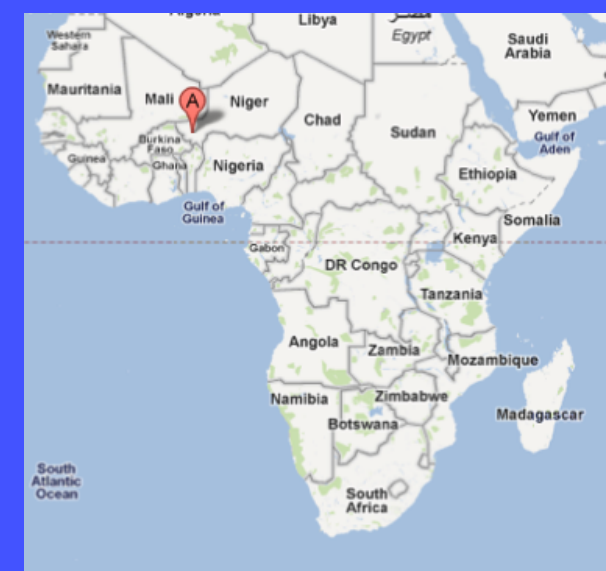 Algeria
Libya
مصر
Egypt
Western
Sahara
Saudi
Arabia
Mauritania
Mali
A
Niger
Chad
Sudan
Yemen
Gulf of
Aden
Burkina
Faso
Guinea
Ghana
Nigeria
Ethiopia
Gulf of
Guinea
Somalia
Gabon
Kenya
DR Congo
Tanzania
Angola
Zambia
Mozambique
Namibia
Zimbabwe
Botswana
Madagascar
South
Atlantic
Ocean
South
Africa